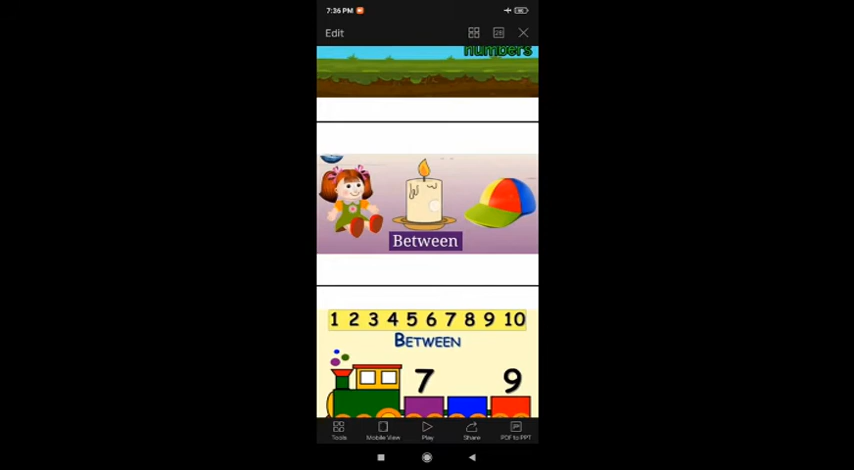 7:36 PM
Edit
numbers
Between
1 2 3 4 5 6 7 8 9 10
BETWEEN
7 9
Tools Mobile View Play Share PDF to PPT